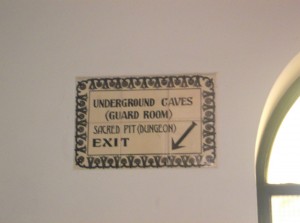 UNDERGROUND CAVES
(GUARD ROOM)
SACRED PIT (DUNGEON)
EXIT